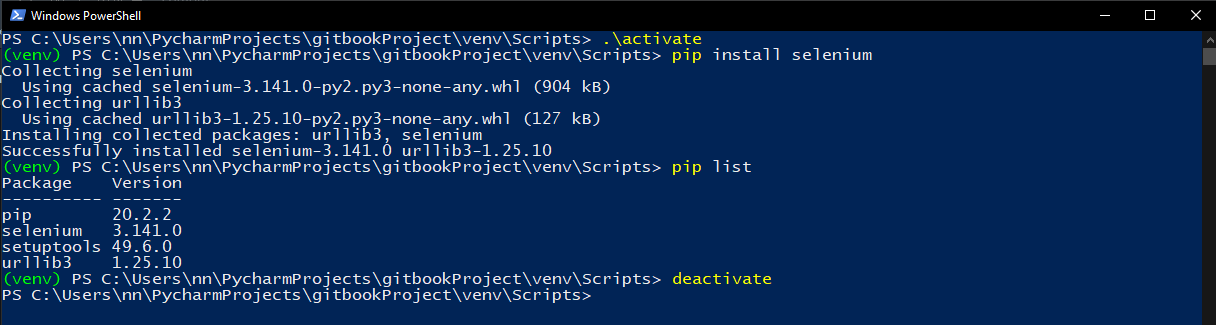 Windows PowerShell
PS C:\Users\nn\PycharmProjects\gitbookProject\venv\Scripts> .\activate
(venv) PS C:\Users\nn\PycharmProjects\gitbookProject\venv\Scripts> pip install selenium
Collecting selenium
  Using cached selenium-3.141.0-py2.py3-none-any.whl (904 kB)
Collecting urllib3
  Using cached urllib3-1.25.10-py2.py3-none-any.whl (127 kB)
Installing collected packages: urllib3, selenium
Successfully installed selenium-3.141.0 urllib3-1.25.10
(venv) PS C:\Users\nn\PycharmProjects\gitbookProject\venv\Scripts> pip list
Package    Version
---------- -------
pip        20.2.2
selenium   3.141.0
setuptools 49.6.0
urllib3    1.25.10
(venv) PS C:\Users\nn\PycharmProjects\gitbookProject\venv\Scripts> deactivate
PS C:\Users\nn\PycharmProjects\gitbookProject\venv\Scripts>